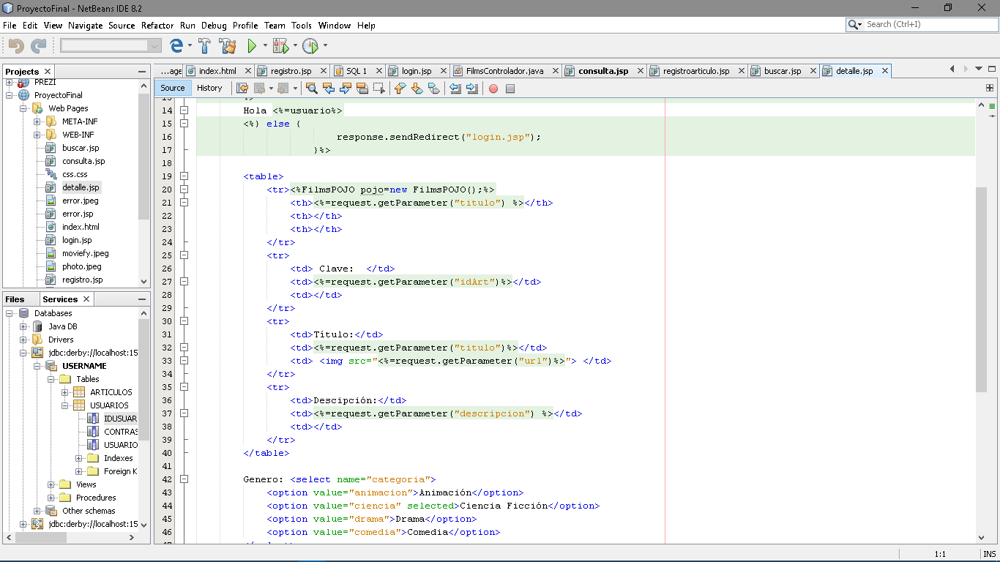 ProyectoFinal - NetBeans IDE 8.2
File Edit View Navigate Source Refactor Run Debug Profile Team Tools Window Help
Search (Ctrl+I)
Projects
PREZI
ProyectoFinal
Web Pages
META-INF
WEB-INF
buscar.jsp
consulta.jsp
css.css
detalle.jsp
error.jpeg
error.jsp
index.html
login.jsp
moviefy.jpeg
photo.jpeg
registro.jsp
Files Services
Databases
Java DB
Drivers
jdbc:derby://localhost:15
USERNAME
Tables
ARTICULOS
USUARIOS
IDUSUAR
CONTRAS
USUARIO
Indexes
Foreign K
Views
Procedures
Other schemas
jdbc:derby://localhost:15
...age index.html registro.jsp SQL 1 login.jsp FilmsControlador.java consulta.jsp registroarticulo.jsp buscar.jsp detalle.jsp
Source History
13 %>
14 Hola <%=usuario%>
15 <%} else {
16 response.sendRedirect("login.jsp");
17 }%>
18
19 <table>
20 <tr><%FilmsPOJO pojo=new FilmsPOJO();%>
21 <th><%=request.getParameter("titulo") %></th>
22 <th></th>
23 <th></th>
24 </tr>
25 <tr>
26 <td> Clave:  </td>
27 <td><%=request.getParameter("idArt")%></td>
28 <td></td>
29 </tr>
30 <tr>
31 <td>Título:</td>
32 <td><%=request.getParameter("titulo")%></td>
33 <td> <img src="<%=request.getParameter("url")%>"> </td>
34 </tr>
35 <tr>
36 <td>Descipción:</td>
37 <td><%=request.getParameter("descripcion") %></td>
38 <td></td>
39 </tr>
40 </table>
41
42 Genero: <select name="categoria">
43 <option value="animacion">Animación</option>
44 <option value="ciencia" selected>Ciencia Ficción</option>
45 <option value="drama">Drama</option>
46 <option value="comedia">Comedia</option>
1:1 INS